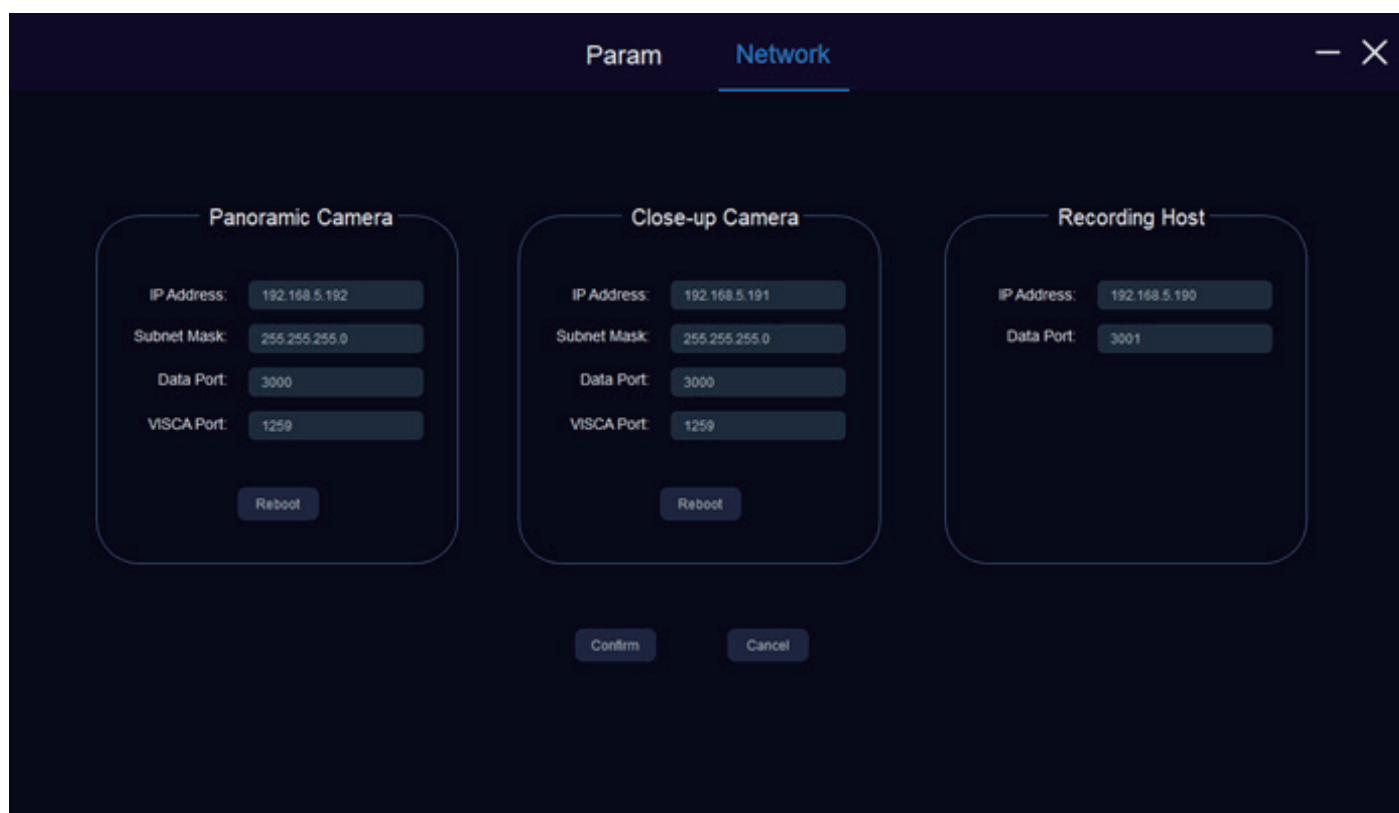 Param Network
Panoramic Camera
IP Address: 192.168.5.192
Subnet Mask: 255.255.255.0
Data Port: 3000
VISCA Port: 1259
Reboot
Close-up Camera
IP Address: 192.168.5.191
Subnet Mask: 255.255.255.0
Data Port: 3000
VISCA Port: 1259
Reboot
Recording Host
IP Address: 192.168.5.190
Data Port: 3001
Confirm Cancel